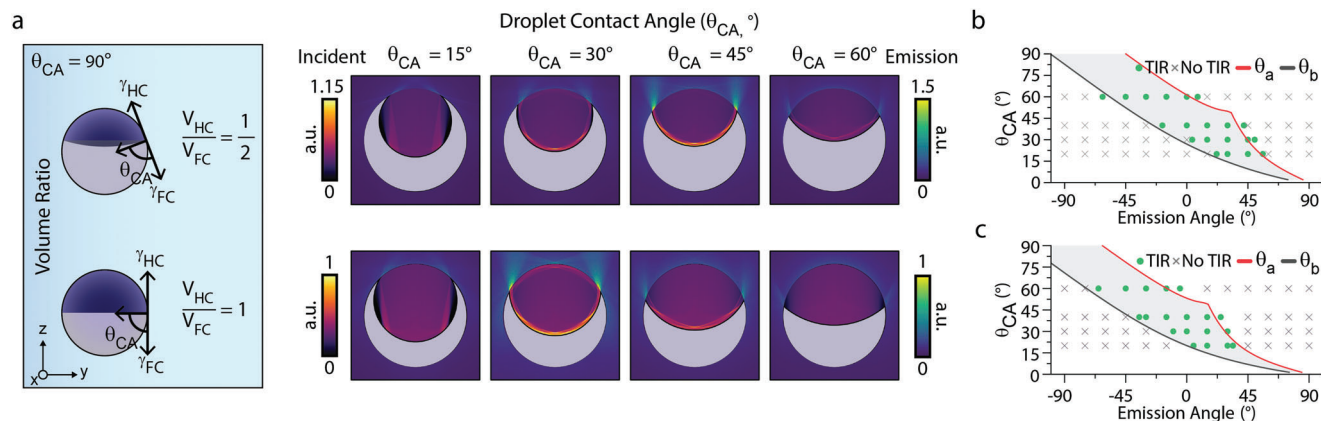 a
θCA = 90°
γHC
VHC/VFC = 1/2
θCA
γFC
Volume Ratio
γHC
VHC/VFC = 1
θCA
γFC
z
x
y
Droplet Contact Angle (θCA, °)
Incident
θCA = 15°
θCA = 30°
θCA = 45°
θCA = 60°
Emission
1.15
a.u.
0
1.5
a.u.
0
1
a.u.
0
1
a.u.
0
b
TIR × No TIR θa θb
θCA (°)
90
75
60
45
30
15
0
-90 -45 0 45 90
Emission Angle (°)
c
TIR × No TIR θa θb
θCA (°)
90
75
60
45
30
15
0
-90 -45 0 45 90
Emission Angle (°)